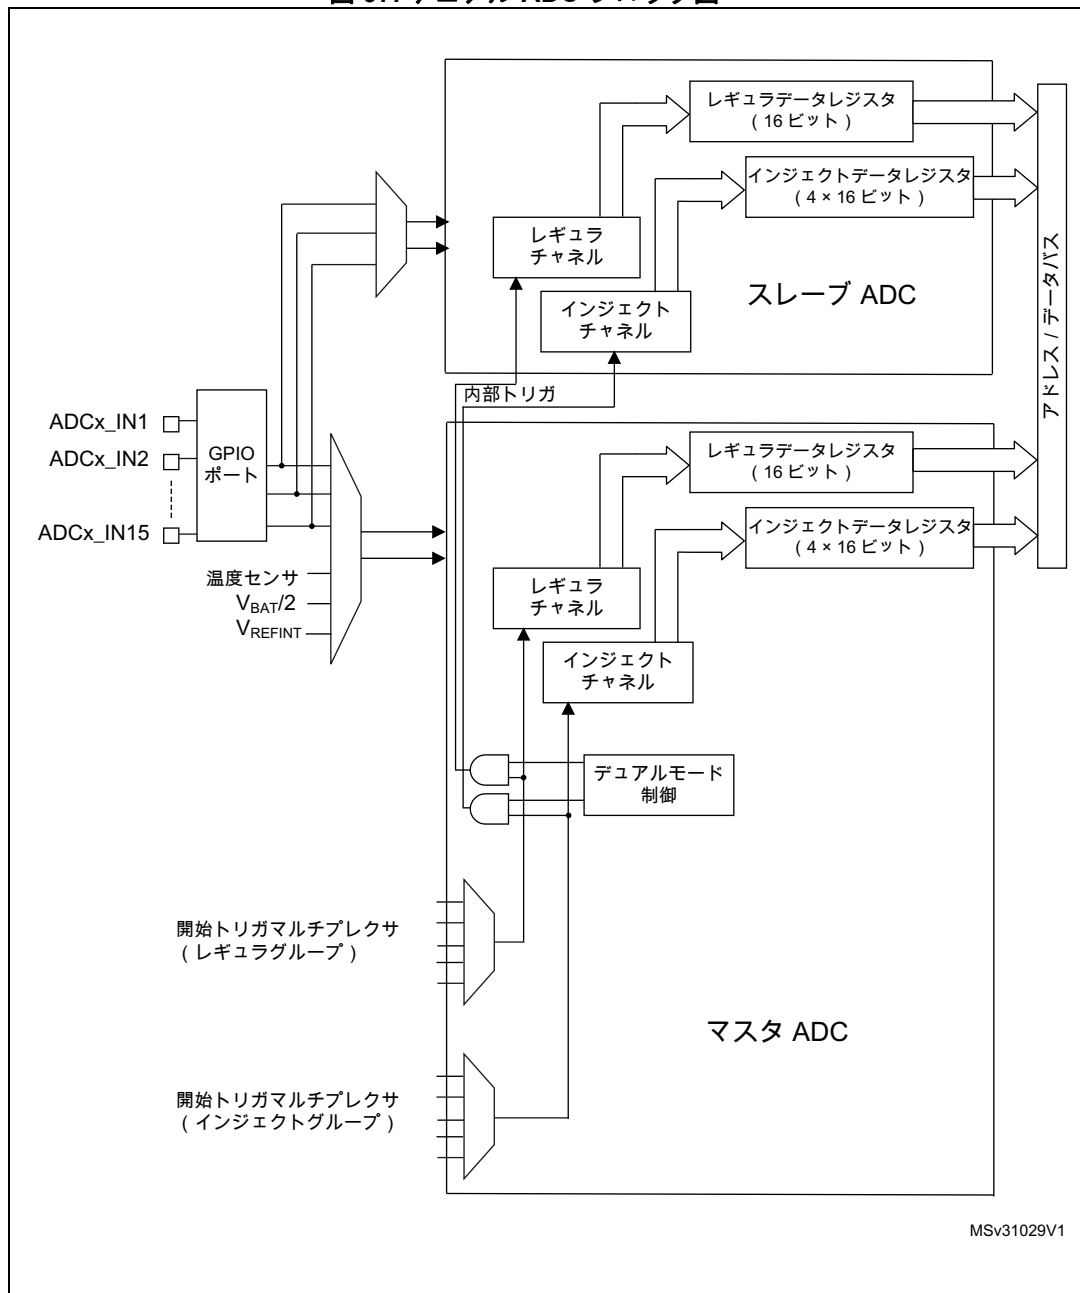 レギュラデータレジスタ
( 16 ビット )
インジェクトデータレジスタ
( 4 × 16 ビット )
レギュラ
チャネル
インジェクト
チャネル
スレーブ ADC
アドレス / データバス
内部トリガ
ADCx_IN1
ADCx_IN2
ADCx_IN15
GPIO
ポート
温度センサ
VBAT/2
VREFINT
レギュラデータレジスタ
( 16 ビット )
インジェクトデータレジスタ
( 4 × 16 ビット )
レギュラ
チャネル
インジェクト
チャネル
デュアルモード
制御
開始トリガマルチプレクサ
( レギュラグループ )
マスタ ADC
開始トリガマルチプレクサ
( インジェクトグループ )
MSv31029V1